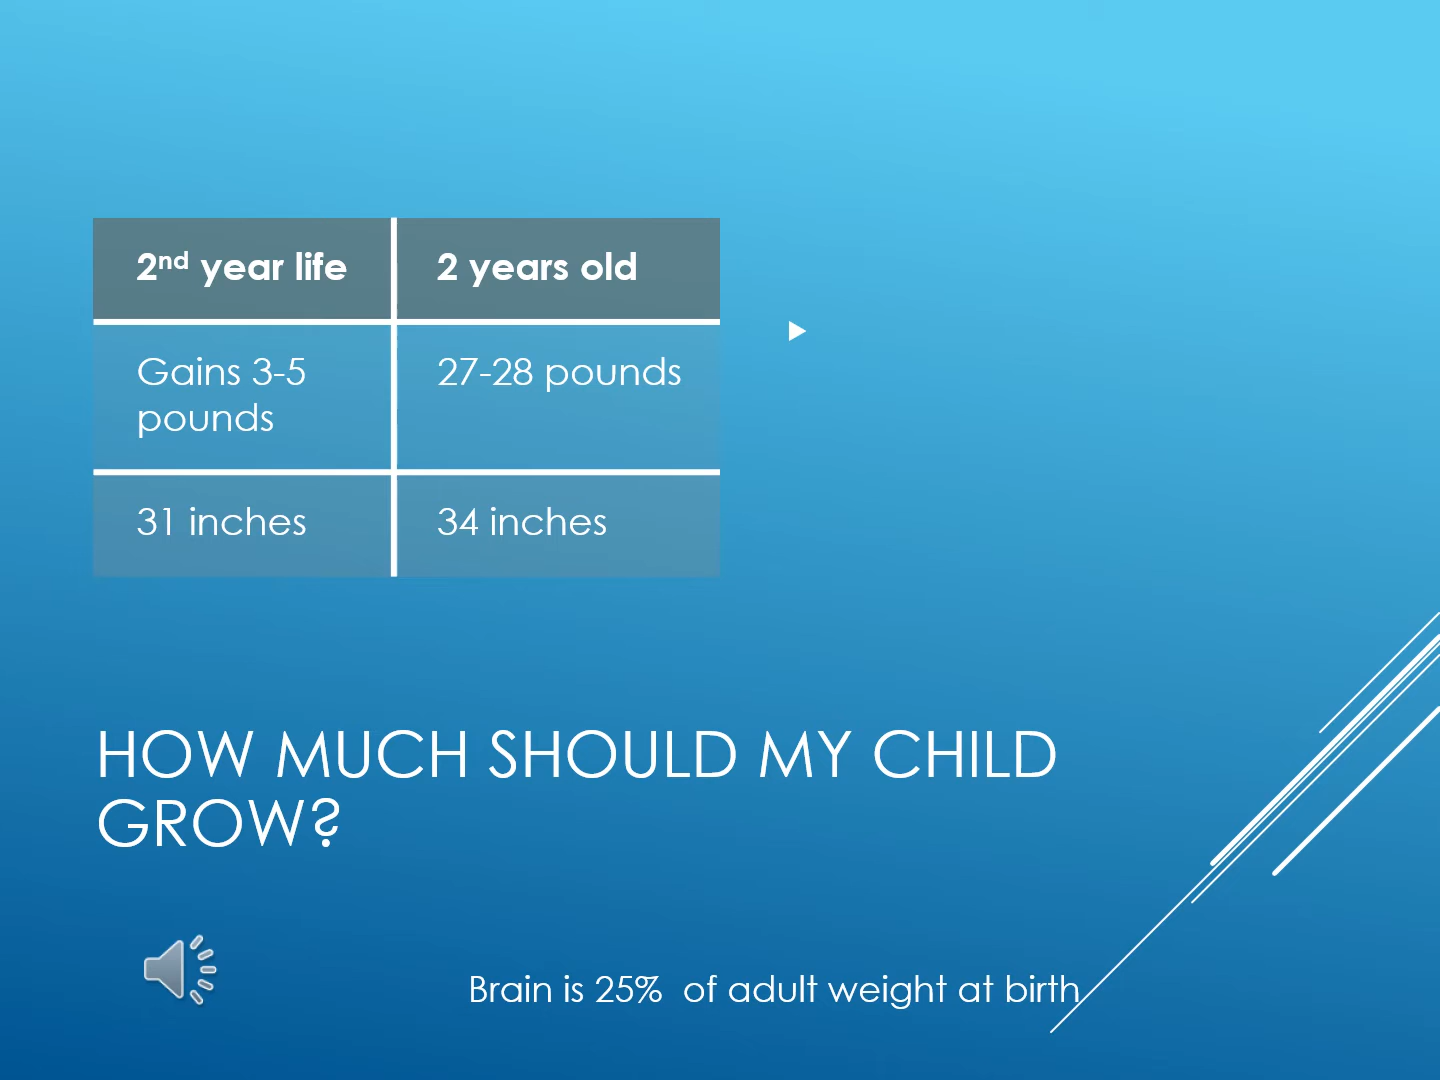 2nd year life
2 years old
Gains 3-5
pounds
27-28 pounds
31 inches
34 inches
HOW MUCH SHOULD MY CHILD
GROW?
Brain is 25% of adult weight at birth